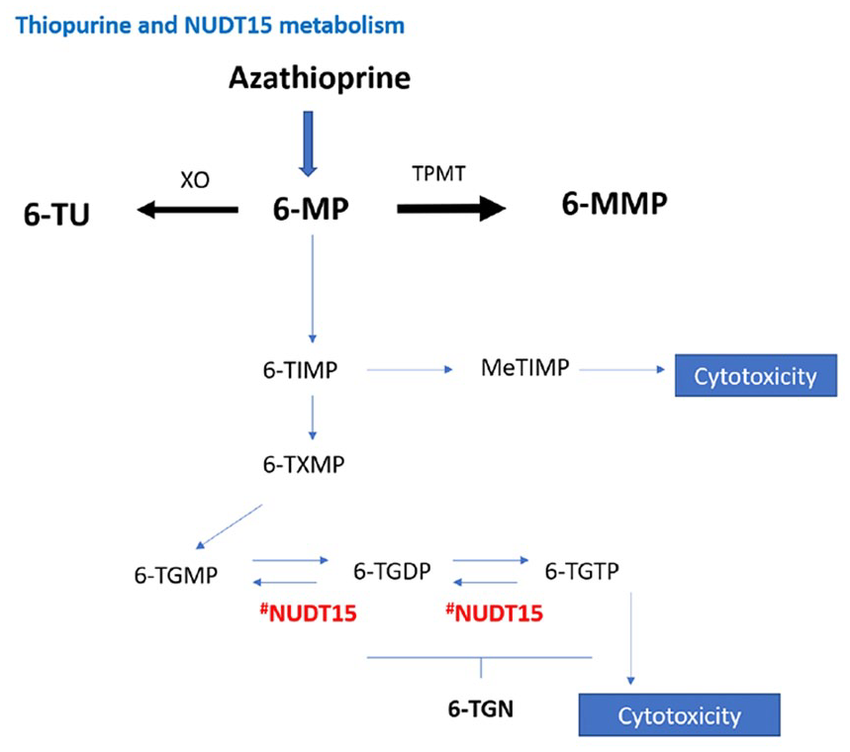 Thiopurine and NUDT15 metabolism
Azathioprine
XO
TPMT
6-TU
6-MP
6-MMP
6-TIMP
MeTIMP
Cytotoxicity
6-TXMP
6-TGMP
6-TGDP
6-TGTP
#NUDT15
#NUDT15
6-TGN
Cytotoxicity